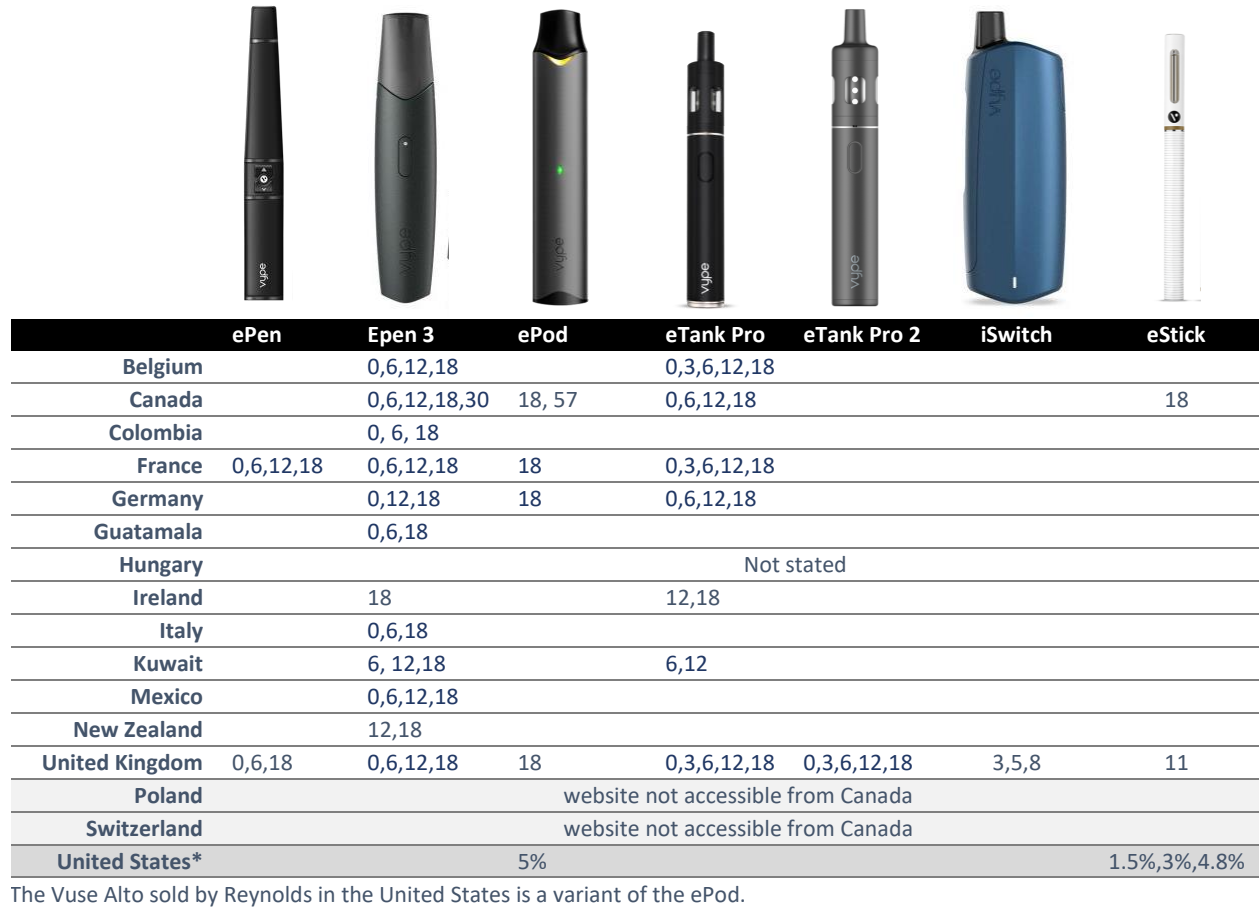 vype vype vype vype vype vype
ePen Epen 3 ePod eTank Pro eTank Pro 2 iSwitch eStick
Belgium 0,6,12,18 0,3,6,12,18
Canada 0,6,12,18,30 18, 57 0,6,12,18 18
Colombia 0, 6, 18
France 0,6,12,18 0,6,12,18 18 0,3,6,12,18
Germany 0,12,18 18 0,6,12,18
Guatamala 0,6,18
Hungary Not stated
Ireland 18 12,18
Italy 0,6,18
Kuwait 6, 12,18 6,12
Mexico 0,6,12,18
New Zealand 12,18
United Kingdom 0,6,18 0,6,12,18 18 0,3,6,12,18 0,3,6,12,18 3,5,8 11
Poland website not accessible from Canada
Switzerland website not accessible from Canada
United States* 5% 1.5%,3%,4.8%
The Vuse Alto sold by Reynolds in the United States is a variant of the ePod.